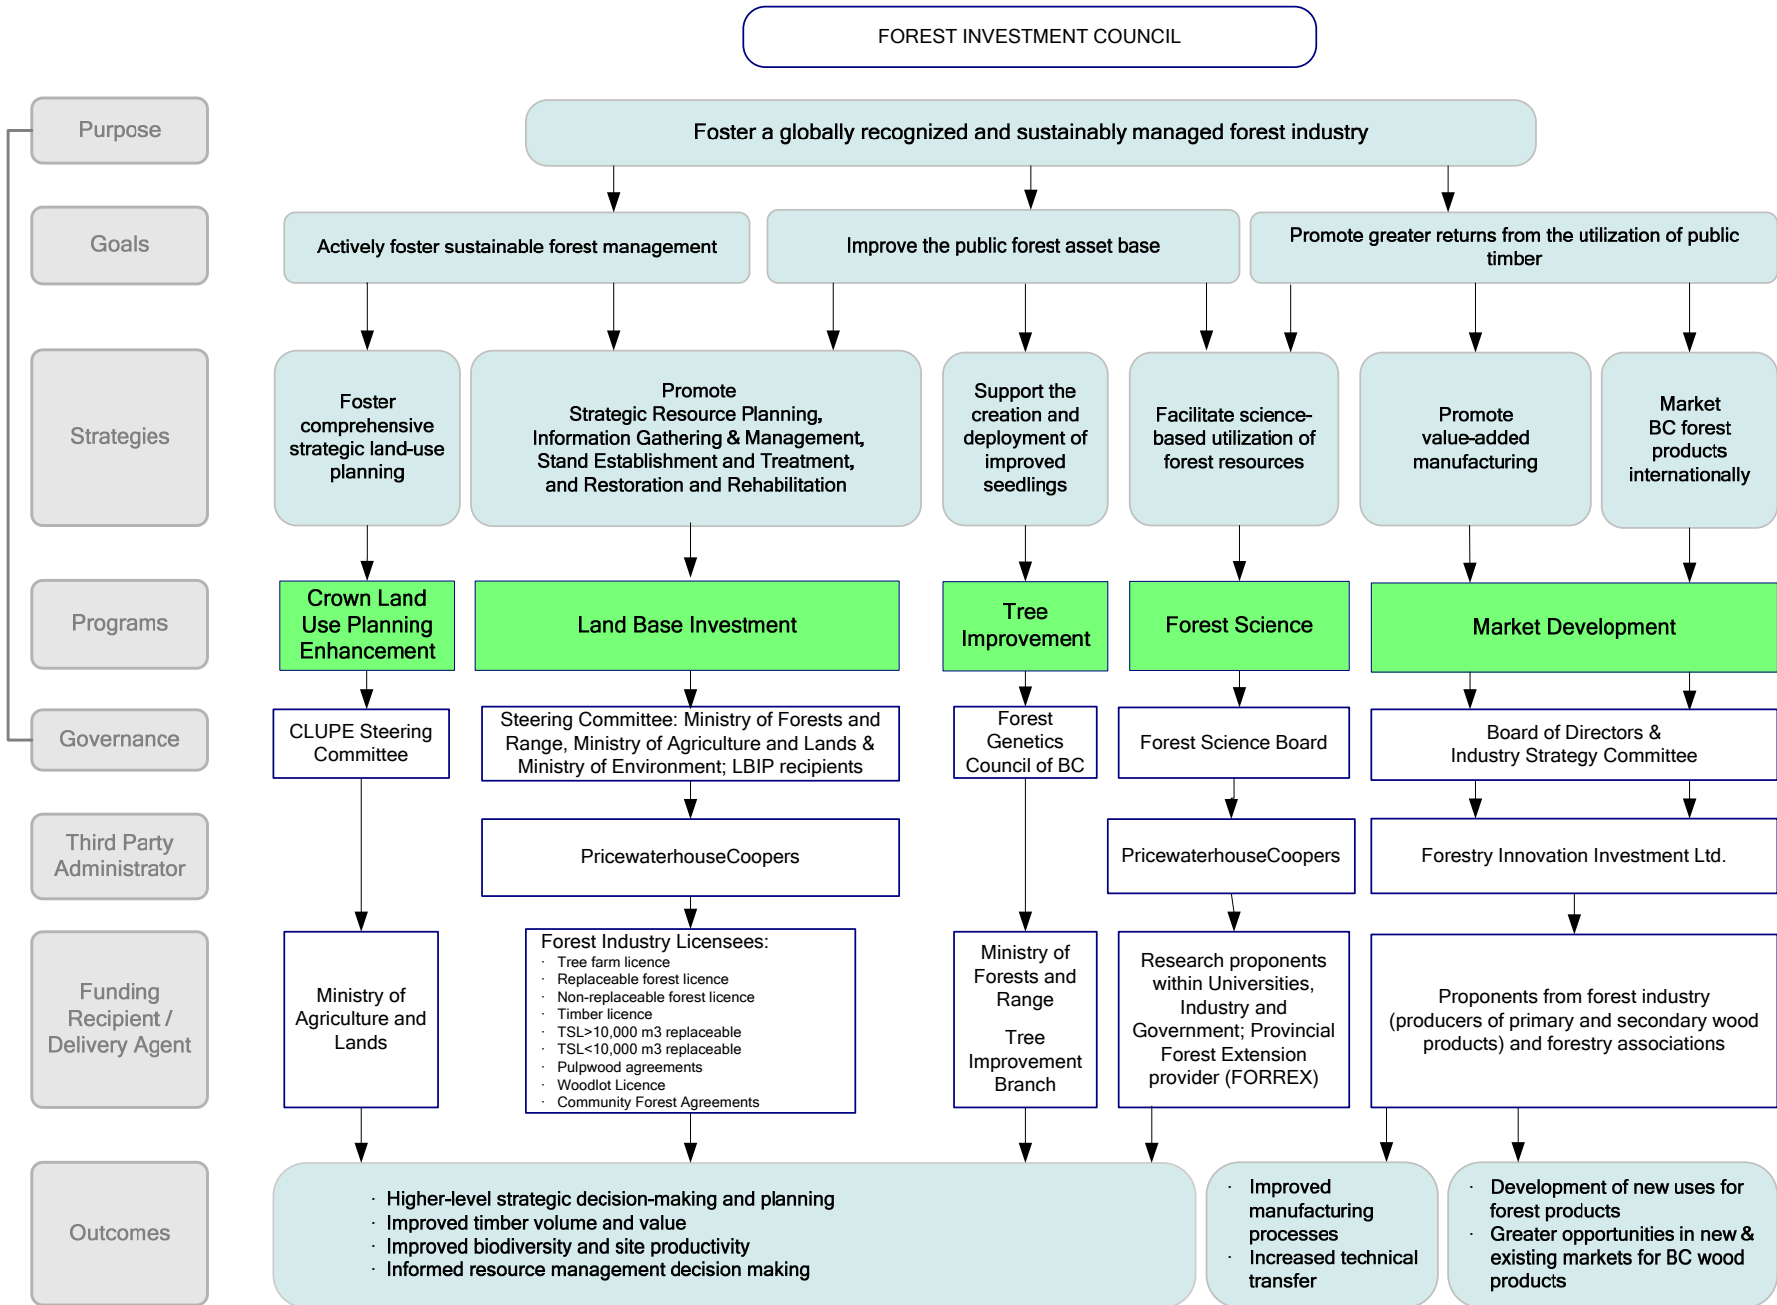 FOREST INVESTMENT COUNCIL
Purpose
Foster a globally recognized and sustainably managed forest industry
Goals
Actively foster sustainable forest management
Improve the public forest asset base
Promote greater returns from the utilization of public
timber
Strategies
Foster
comprehensive
strategic land-use
planning
Promote
Strategic Resource Planning,
Information Gathering & Management,
Stand Establishment and Treatment,
and Restoration and Rehabilitation
Support the
creation and
deployment of
improved
seedlings
Facilitate science-
based utilization of
forest resources
Promote
value-added
manufacturing
Market
BC forest
products
internationally
Programs
Crown Land
Use Planning
Enhancement
Land Base Investment
Tree
Improvement
Forest Science
Market Development
Governance
CLUPE Steering
Committee
Steering Committee: Ministry of Forests and
Range, Ministry of Agriculture and Lands &
Ministry of Environment; LBIP recipients
Forest
Genetics
Council of BC
Forest Science Board
Board of Directors &
Industry Strategy Committee
Third Party
Administrator
PricewaterhouseCoopers
PricewaterhouseCoopers
Forestry Innovation Investment Ltd.
Funding
Recipient /
Delivery Agent
Ministry of
Agriculture and
Lands
Forest Industry Licensees:
· Tree farm licence
· Replaceable forest licence
· Non-replaceable forest licence
· Timber licence
· TSL>10,000 m3 replaceable
· TSL<10,000 m3 replaceable
· Pulpwood agreements
· Woodlot Licence
· Community Forest Agreements
Ministry of
Forests and
Range
Tree
Improvement
Branch
Research proponents
within Universities,
Industry and
Government; Provincial
Forest Extension
provider (FORREX)
Proponents from forest industry
(producers of primary and secondary wood
products) and forestry associations
Outcomes
· Higher-level strategic decision-making and planning
· Improved timber volume and value
· Improved biodiversity and site productivity
· Informed resource management decision making
· Improved
manufacturing
processes
· Increased technical
transfer
· Development of new uses for
forest products
· Greater opportunities in new &
existing markets for BC wood
products